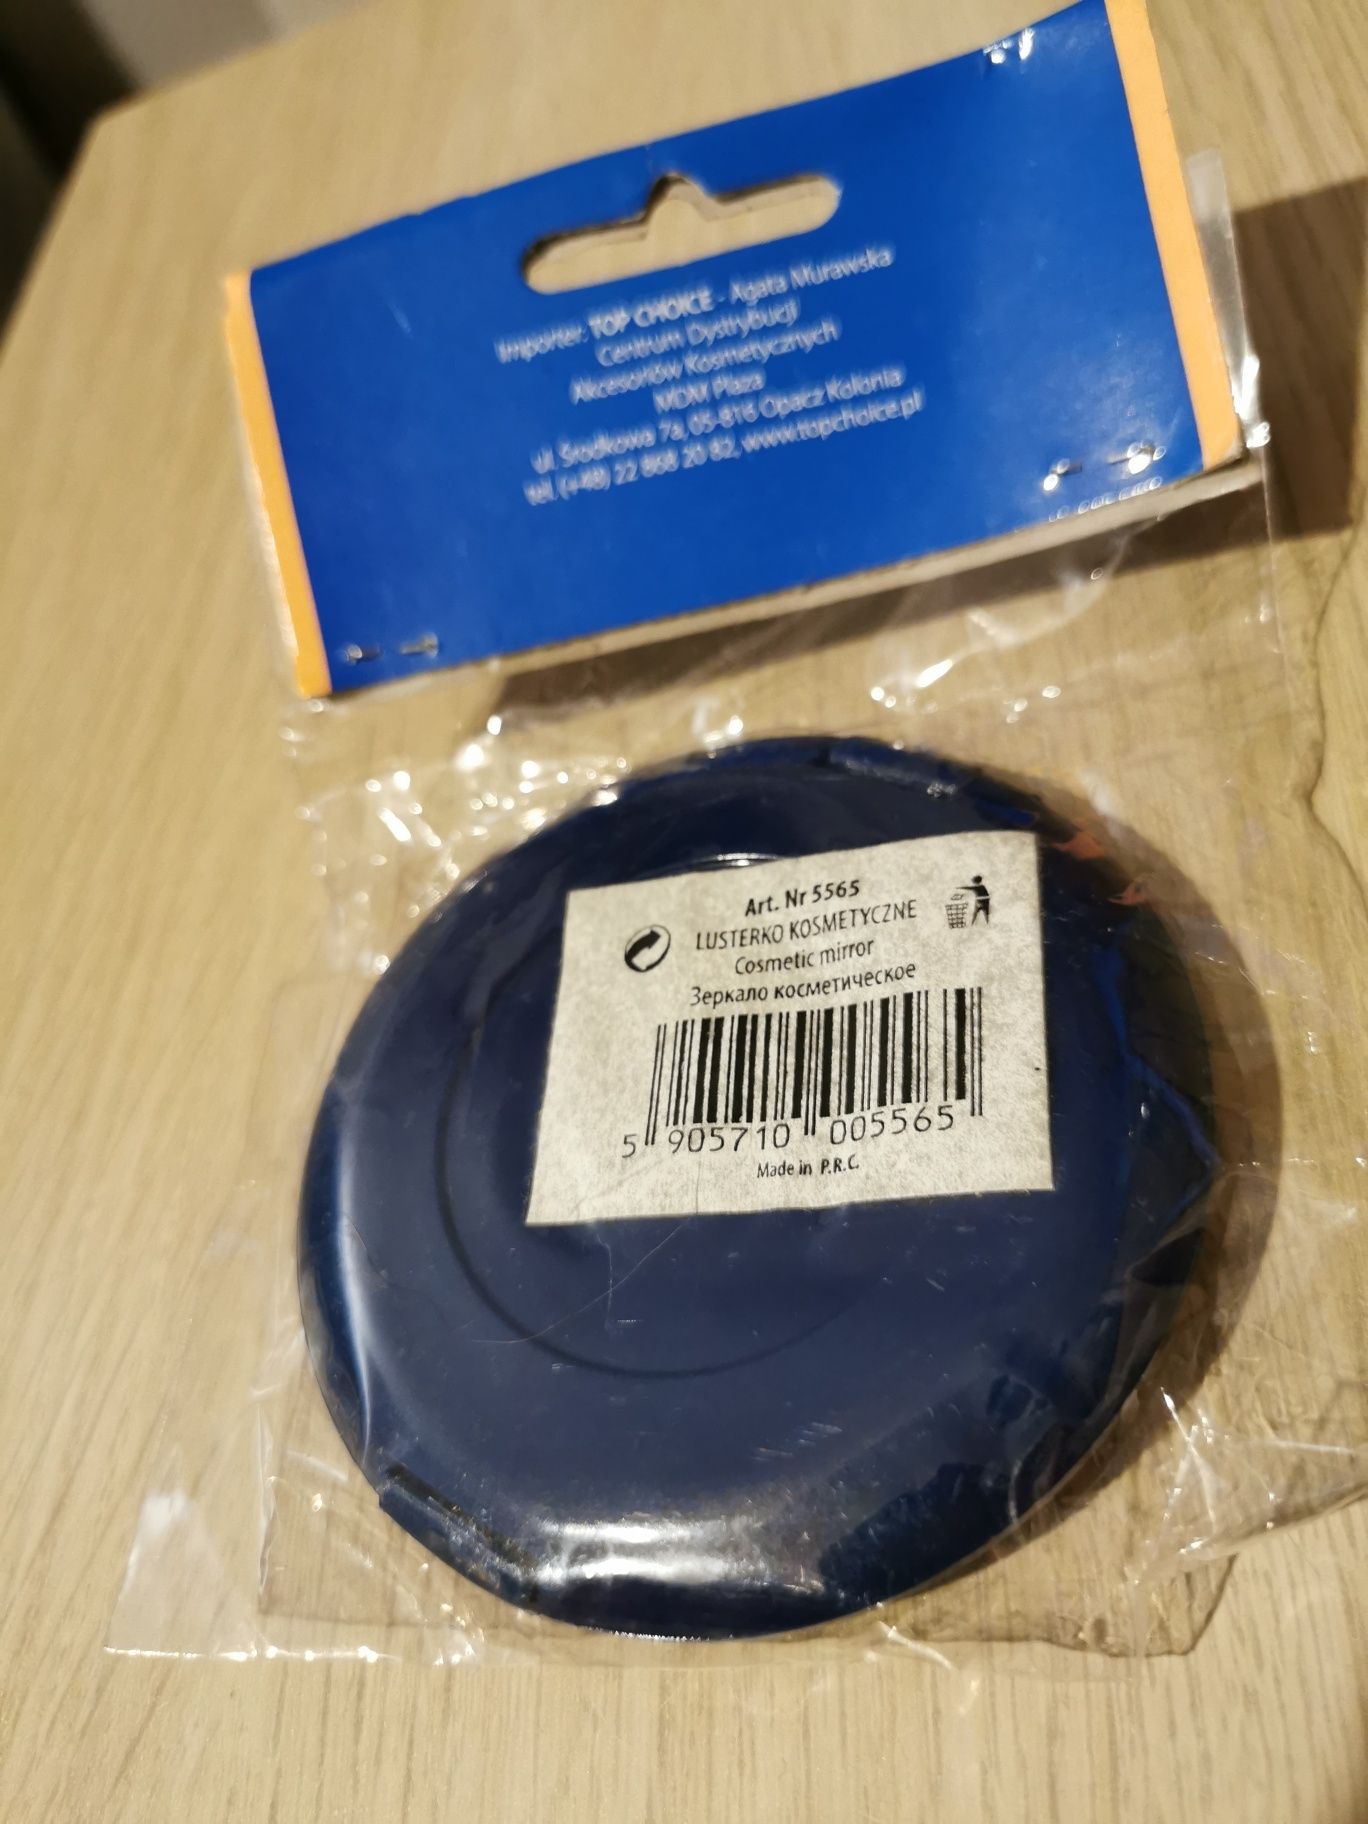 Importer: TOP CHOICE - Agata Murawska
Centrum Dystrybucji
Akcesoriów Kosmetycznych
MDM Plaza
ul. Środkowa 7a, 05-816 Opacz Kolonia
tel. (+48) 22 868 20 82, www.topchoice.pl
Art. Nr 5565
LUSTERKO KOSMETYCZNE
Cosmetic mirror
Зеркало косметическое
5 905710 005565
Made in P.R.C.